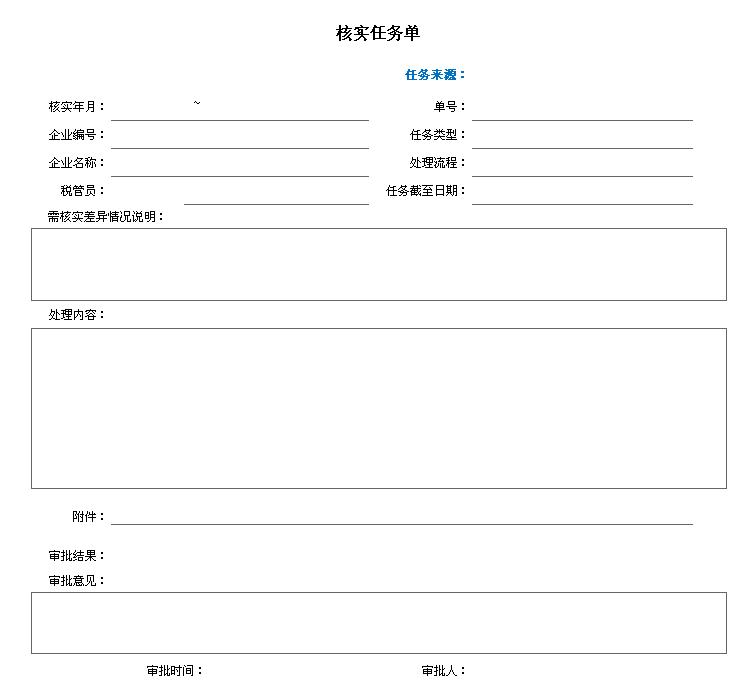 核实任务单
任务来源：
核实年月： ~ 单号：
企业编号： 任务类型：
企业名称： 处理流程：
税管员： 任务截至日期：
需核实差异情况说明：
处理内容：
附件：
审批结果：
审批意见：
审批时间： 审批人：